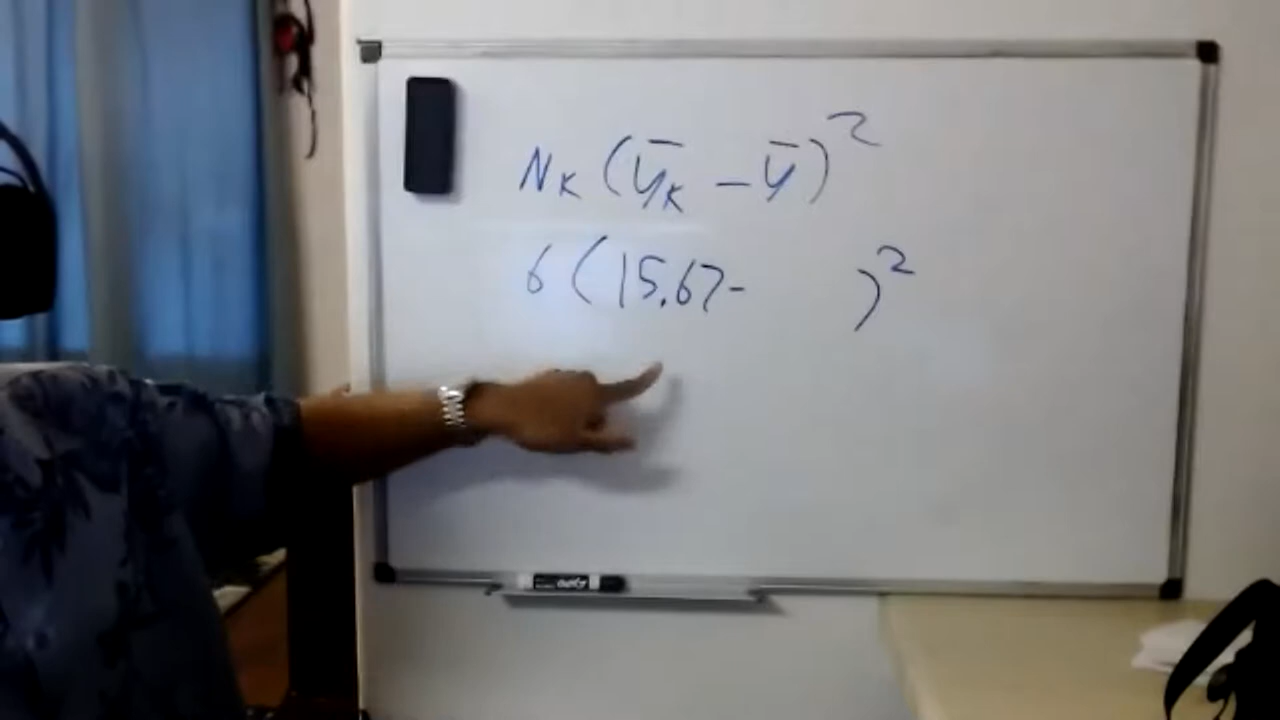 Nₖ(ȳₖ – ȳ)²
6(15.67-      )²